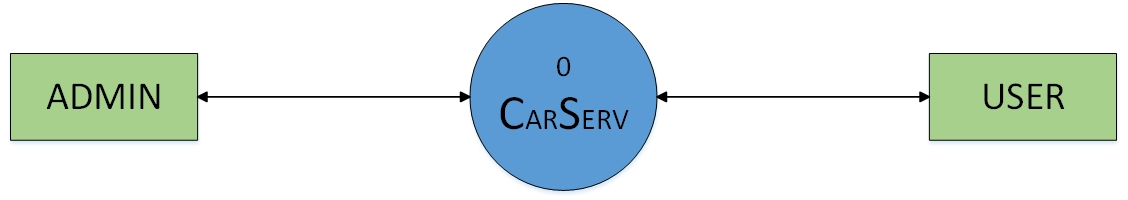 ADMIN
0
CARSERV
USER